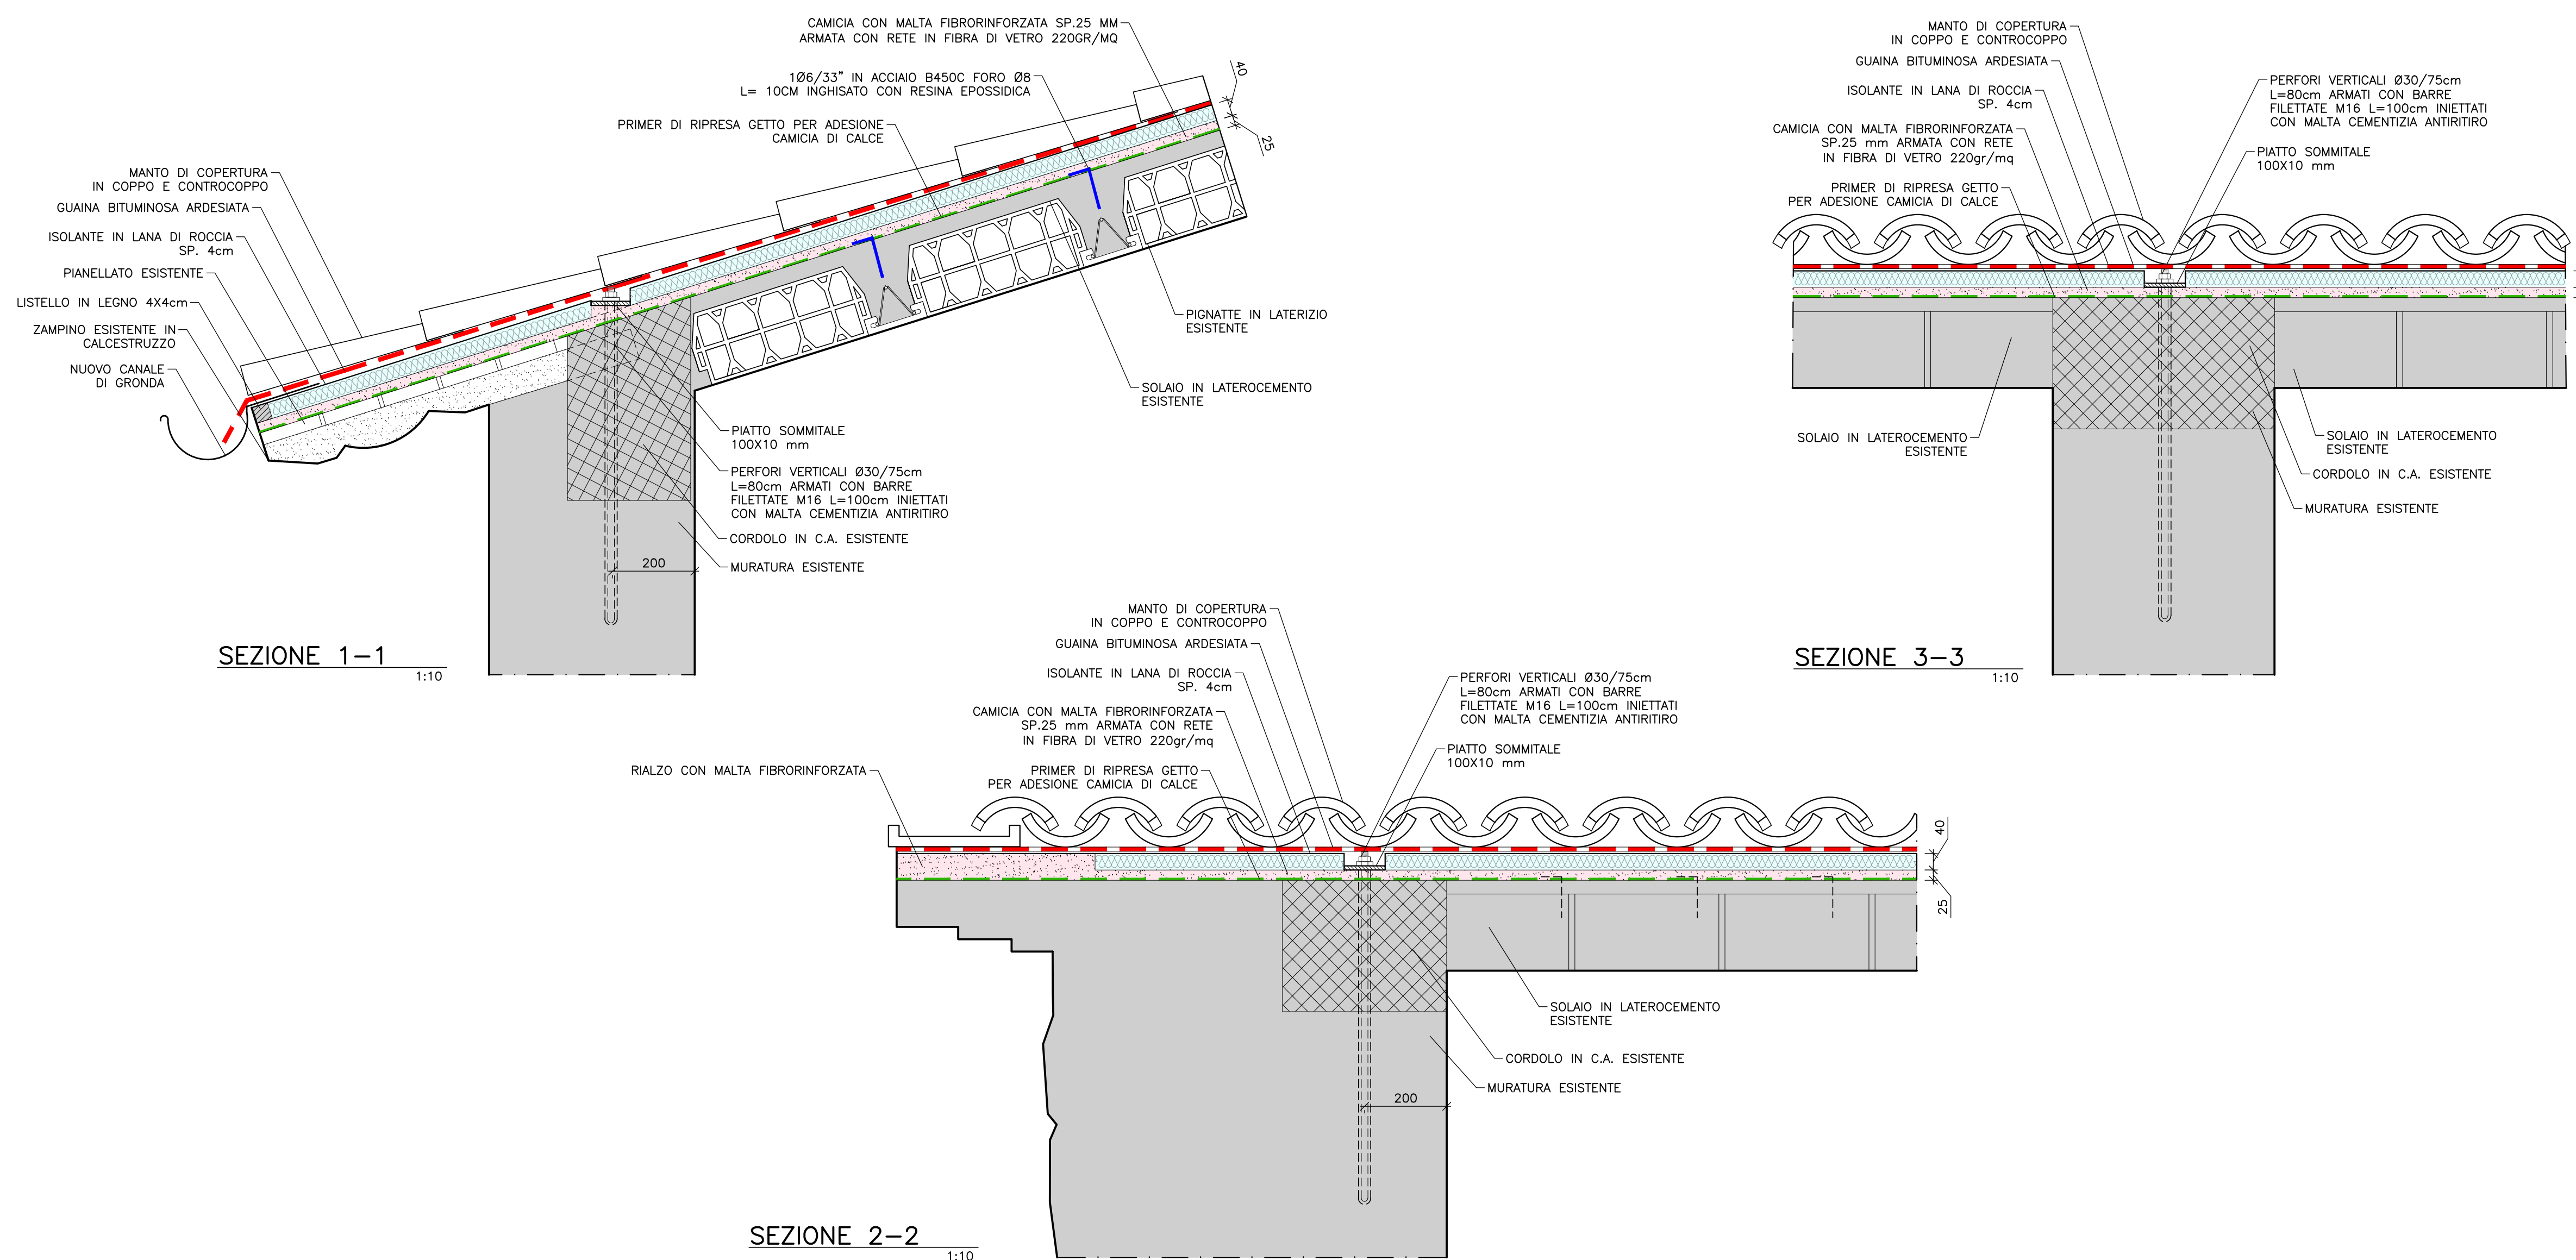 CAMICIA CON MALTA FIBRORINFORZATA SP.25 MM
ARMATA CON RETE IN FIBRA DI VETRO 220GR/MQ
1Ø6/33" IN ACCIAIO B450C FORO Ø8
L= 10CM INGHISATO CON RESINA EPOSSIDICA
PRIMER DI RIPRESA GETTO PER ADESIONE
CAMICIA DI CALCE
MANTO DI COPERTURA
IN COPPO E CONTROCOPPO
GUAINA BITUMINOSA ARDESIATA
ISOLANTE IN LANA DI ROCCIA
SP. 4cm
PIANELLATO ESISTENTE
LISTELLO IN LEGNO 4X4cm
ZAMPINO ESISTENTE IN
CALCESTRUZZO
NUOVO CANALE
DI GRONDA
40
25
PIGNATTE IN LATERIZIO
ESISTENTE
SOLAIO IN LATEROCEMENTO
ESISTENTE
PIATTO SOMMITALE
100X10 mm
PERFORI VERTICALI Ø30/75cm
L=80cm ARMATI CON BARRE
FILETTATE M16 L=100cm INIETTATI
CON MALTA CEMENTIZIA ANTIRITIRO
CORDOLO IN C.A. ESISTENTE
MURATURA ESISTENTE
200
SEZIONE 1-1
1:10
MANTO DI COPERTURA
IN COPPO E CONTROCOPPO
GUAINA BITUMINOSA ARDESIATA
ISOLANTE IN LANA DI ROCCIA
SP. 4cm
CAMICIA CON MALTA FIBRORINFORZATA
SP.25 mm ARMATA CON RETE
IN FIBRA DI VETRO 220gr/mq
PRIMER DI RIPRESA GETTO
PER ADESIONE CAMICIA DI CALCE
PERFORI VERTICALI Ø30/75cm
L=80cm ARMATI CON BARRE
FILETTATE M16 L=100cm INIETTATI
CON MALTA CEMENTIZIA ANTIRITIRO
PIATTO SOMMITALE
100X10 mm
SOLAIO IN LATEROCEMENTO
ESISTENTE
SOLAIO IN LATEROCEMENTO
ESISTENTE
CORDOLO IN C.A. ESISTENTE
MURATURA ESISTENTE
SEZIONE 3-3
1:10
MANTO DI COPERTURA
IN COPPO E CONTROCOPPO
GUAINA BITUMINOSA ARDESIATA
ISOLANTE IN LANA DI ROCCIA
SP. 4cm
CAMICIA CON MALTA FIBRORINFORZATA
SP.25 mm ARMATA CON RETE
IN FIBRA DI VETRO 220gr/mq
RIALZO CON MALTA FIBRORINFORZATA
PRIMER DI RIPRESA GETTO
PER ADESIONE CAMICIA DI CALCE
PERFORI VERTICALI Ø30/75cm
L=80cm ARMATI CON BARRE
FILETTATE M16 L=100cm INIETTATI
CON MALTA CEMENTIZIA ANTIRITIRO
PIATTO SOMMITALE
100X10 mm
40
25
SOLAIO IN LATEROCEMENTO
ESISTENTE
CORDOLO IN C.A. ESISTENTE
MURATURA ESISTENTE
200
SEZIONE 2-2
1:10